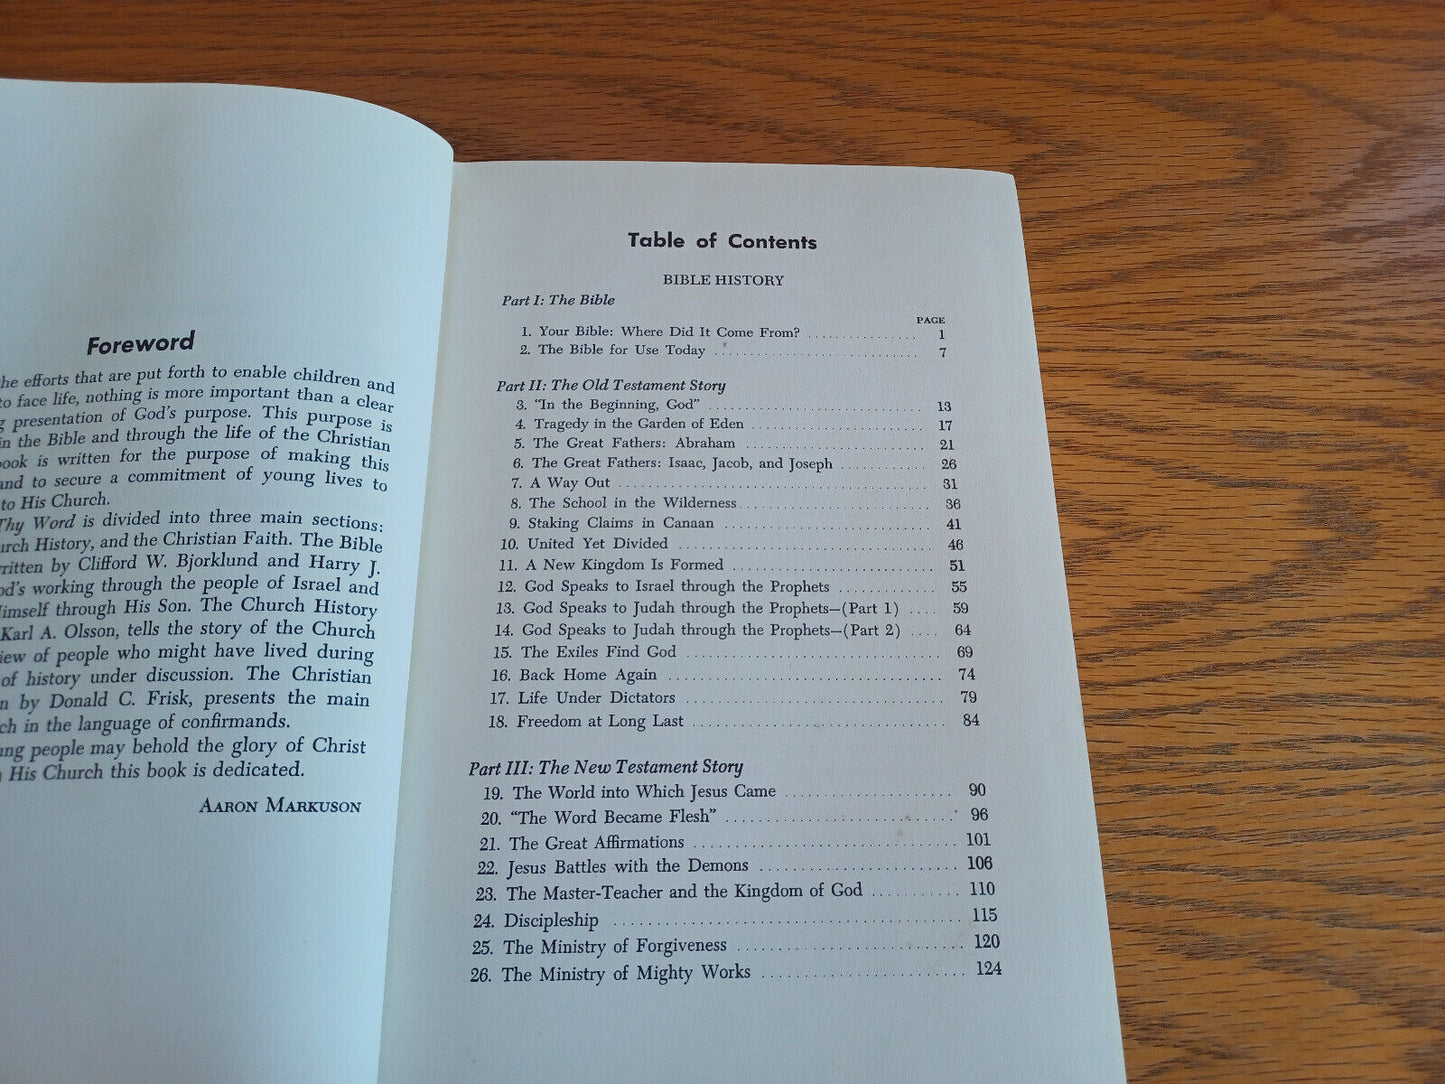 Foreword
he efforts that are put forth to enable children and
to face life, nothing is more important than a clear
g presentation of God's purpose. This purpose is
in the Bible and through the life of the Christian
ook is written for the purpose of making this
and to secure a commitment of young lives to
to His Church.
Thy Word is divided into three main sections:
urch History, and the Christian Faith. The Bible
ritten by Clifford W. Bjorklund and Harry J.
od's working through the people of Israel and
Himself through His Son. The Church History
Karl A. Olsson, tells the story of the Church
iew of people who might have lived during
of history under discussion. The Christian
n by Donald C. Frisk, presents the main
ch in the language of confirmands.
ung people may behold the glory of Christ
His Church this book is dedicated.
AARON MARKUSON
Table of Contents
BIBLE HISTORY
Part I: The Bible
PAGE
1. Your Bible: Where Did It Come From? 1
2. The Bible for Use Today 7
Part II: The Old Testament Story
3. "In the Beginning, God" 13
4. Tragedy in the Garden of Eden 17
5. The Great Fathers: Abraham 21
6. The Great Fathers: Isaac, Jacob, and Joseph 26
7. A Way Out 31
8. The School in the Wilderness 36
9. Staking Claims in Canaan 41
10. United Yet Divided 46
11. A New Kingdom Is Formed 51
12. God Speaks to Israel through the Prophets 55
13. God Speaks to Judah through the Prophets—(Part 1) 59
14. God Speaks to Judah through the Prophets—(Part 2) 64
15. The Exiles Find God 69
16. Back Home Again 74
17. Life Under Dictators 79
18. Freedom at Long Last 84
Part III: The New Testament Story
19. The World into Which Jesus Came 90
20. "The Word Became Flesh" 96
21. The Great Affirmations 101
22. Jesus Battles with the Demons 106
23. The Master-Teacher and the Kingdom of God 110
24. Discipleship 115
25. The Ministry of Forgiveness 120
26. The Ministry of Mighty Works 124